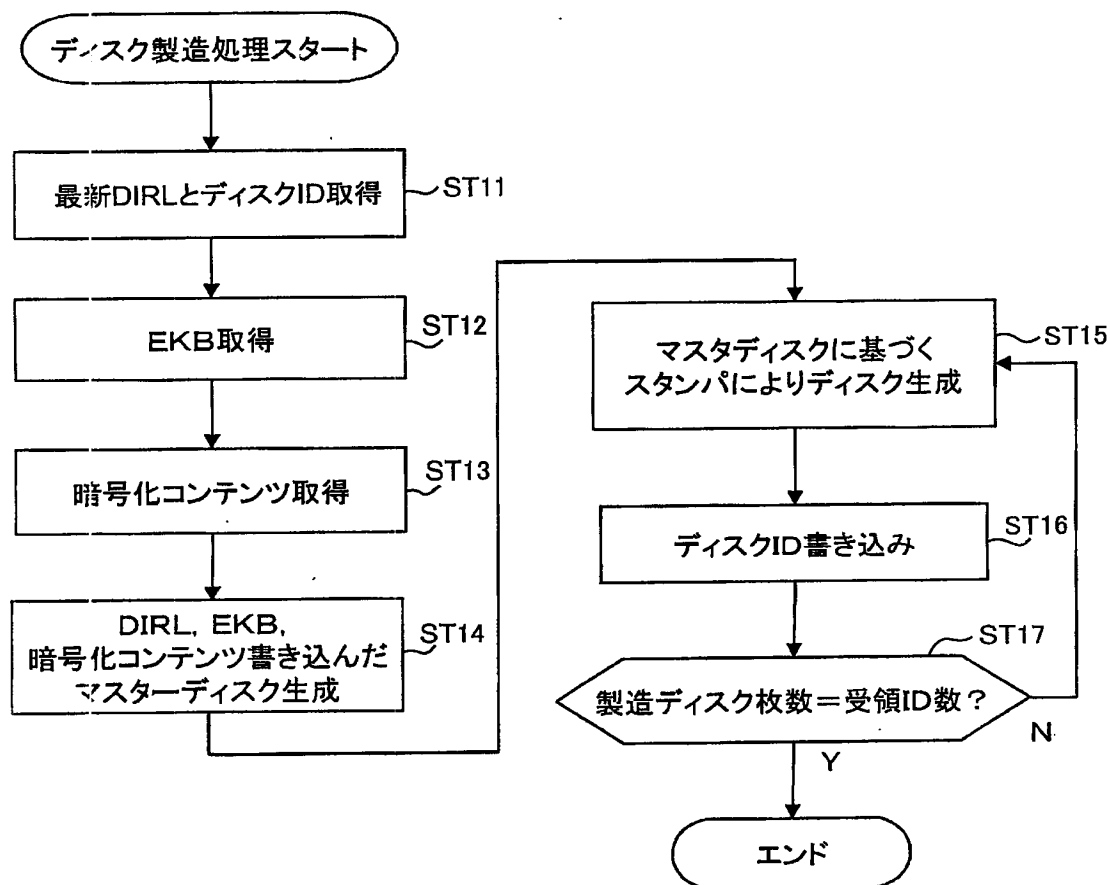 ディスク製造処理スタート
最新DIRLとディスクID取得
ST11
EKB取得
ST12
暗号化コンテンツ取得
ST13
DIRL, EKB,
暗号化コンテンツ書き込んだ
マスターディスク生成
ST14
マスタディスクに基づく
スタンパによりディスク生成
ST15
ディスクID書き込み
ST16
製造ディスク枚数＝受領ID数？
ST17
N
Y
エンド